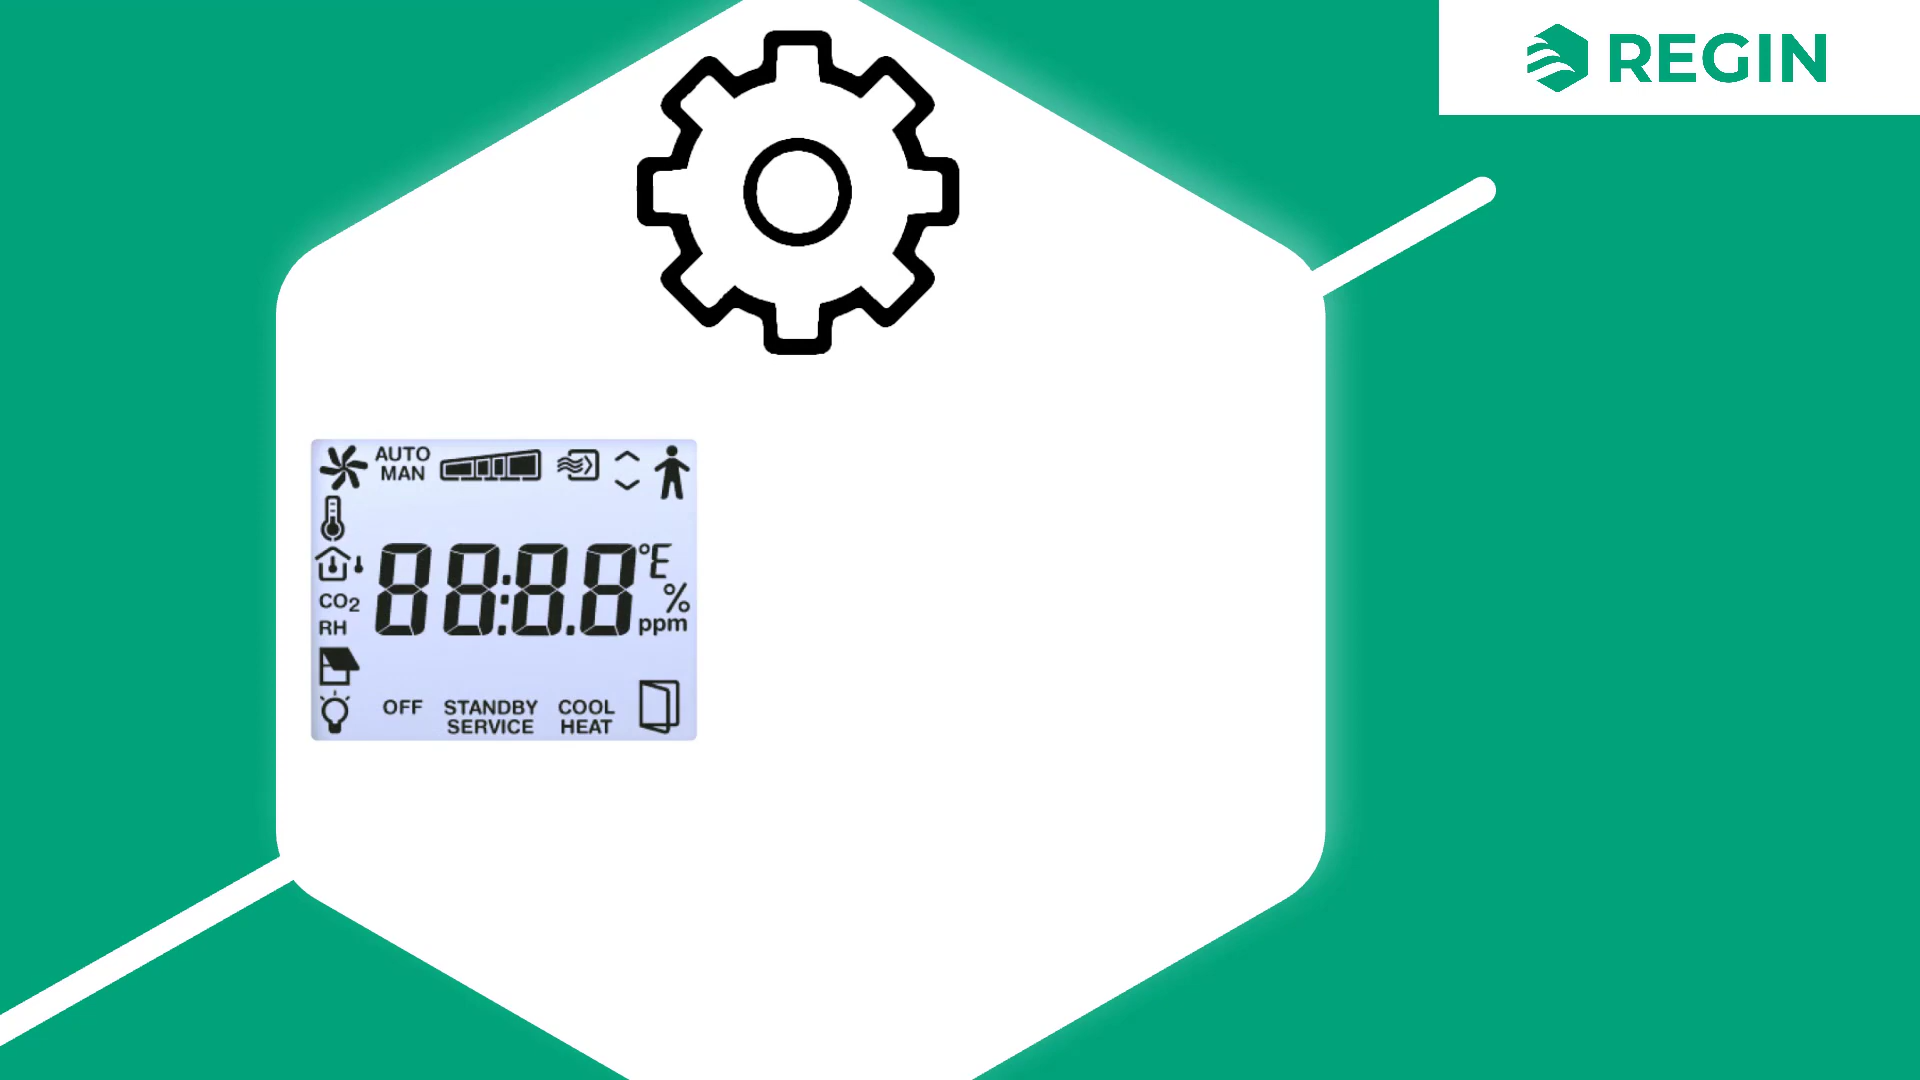 REGIN
AUTO
MAN
88:8.8 °E
CO2
%
RH
ppm
OFF
STANDBY
SERVICE
COOL
HEAT